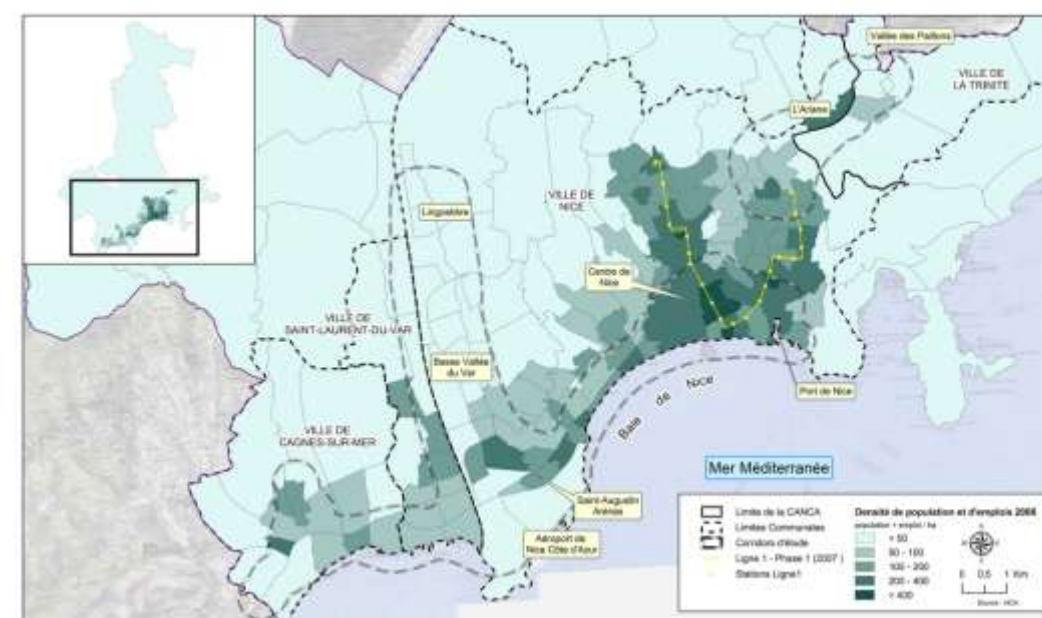 Vallée des Paillons
VILLE DE
LA TRINITE
L'Ariane
Lingostière
VILLE DE
NICE
Centre de
Nice
VILLE DE
SAINT-LAURENT-DU-VAR
Basse Vallée
du Var
Port de Nice
Baie de Nice
VILLE DE
CAGNES-SUR-MER
Mer Méditerranée
Saint-Augustin
Arénas
Aéroport de
Nice Côte d'Azur
Limite de la CANCA
Limites Communales
Corridors d'étude
Ligne 1 - Phase 1 (2007 )
Stations Ligne1
Densité de population et d'emplois 2006
population + emploi / ha
< 50
50 - 100
100 - 200
200 - 400
> 400
0 0,5 1 Km